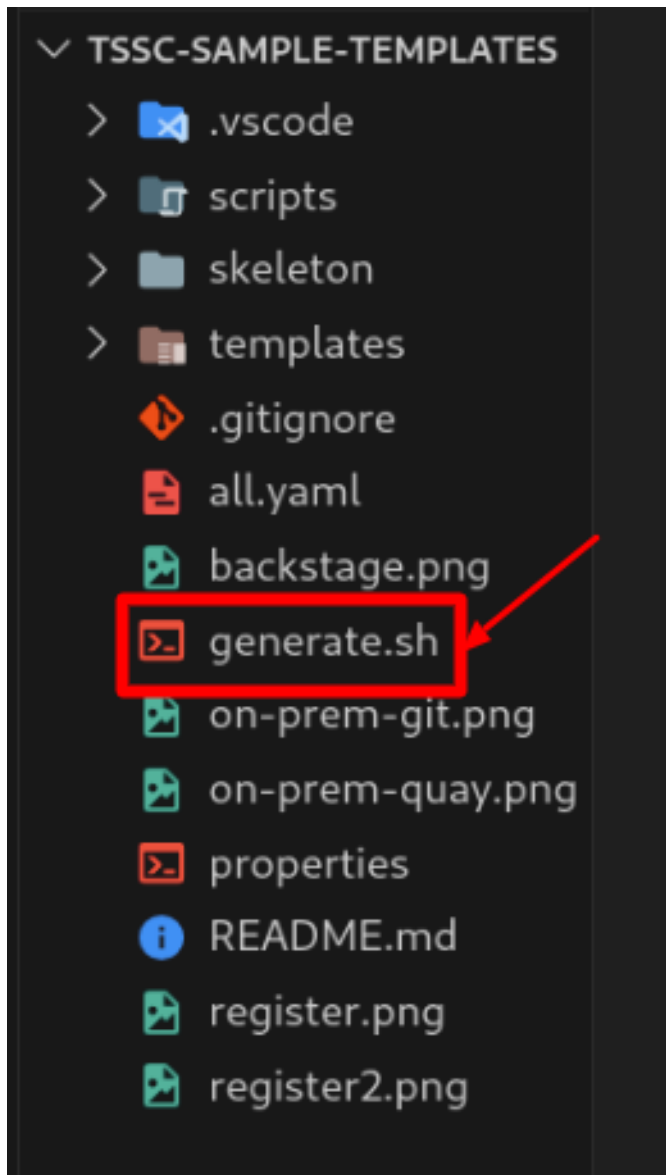 TSSC-SAMPLE-TEMPLATES
.vscode
scripts
skeleton
templates
.gitignore
all.yaml
backstage.png
generate.sh
on-prem-git.png
on-prem-quay.png
properties
README.md
register.png
register2.png